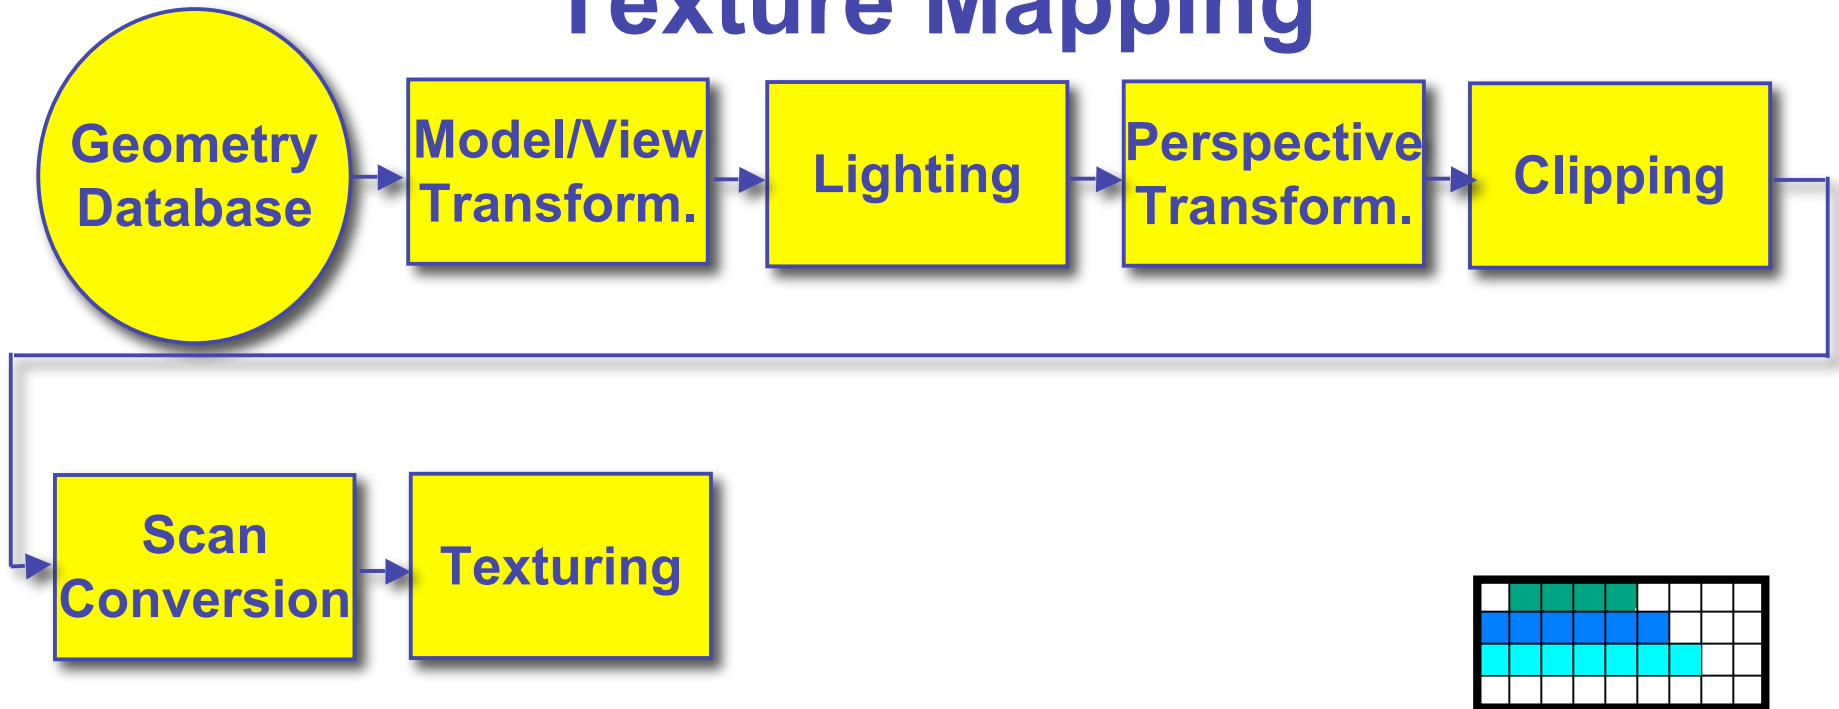 Texture Mapping
Geometry
Database
Model/View
Transform.
Lighting
Perspective
Transform.
Clipping
Scan
Conversion
Texturing